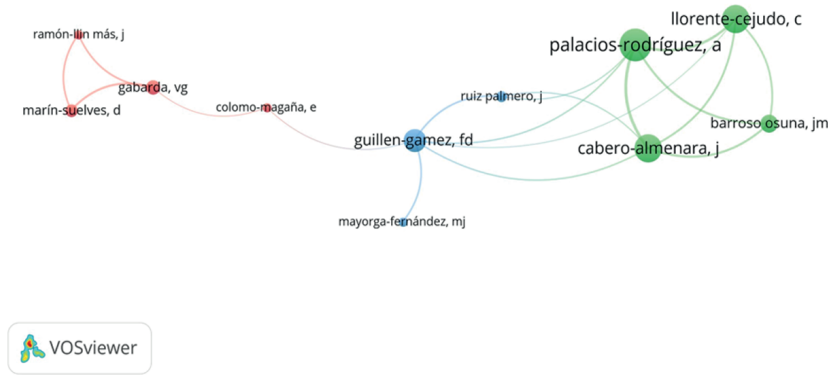 llorente-cejudo, c
ramón-llin más, j
palacios-rodríguez, a
gabarda, vg
ruiz palmero, j
marín-suelves, d
colomo-magaña, e
barroso osuna, jm
guillen-gamez, fd
cabero-almenara, j
mayorga-fernández, mj
VOSviewer